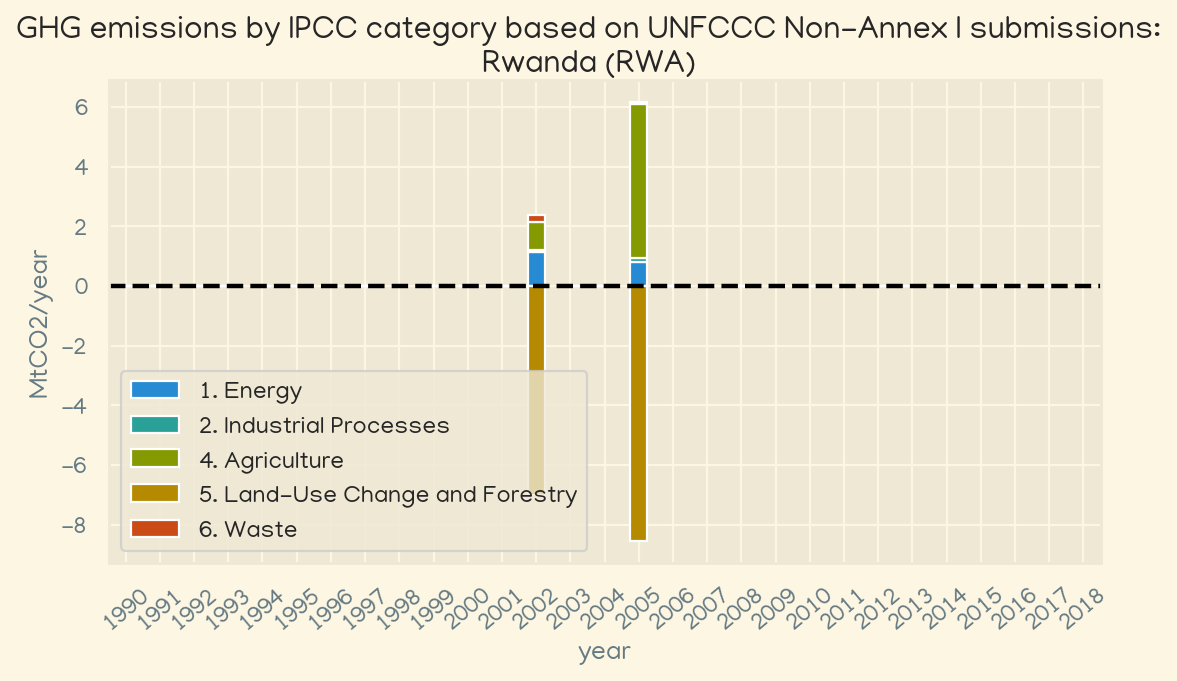 GHG emissions by IPCC category based on UNFCCC Non-Annex I submissions:
Rwanda (RWA)
6
4
2
0
−2
−4
−6
−8
MtCO2/year
1. Energy
2. Industrial Processes
4. Agriculture
5. Land-Use Change and Forestry
6. Waste
1990 1991 1992 1993 1994 1995 1996 1997 1998 1999 2000 2001 2002 2003 2004 2005 2006 2007 2008 2009 2010 2011 2012 2013 2014 2015 2016 2017 2018
year